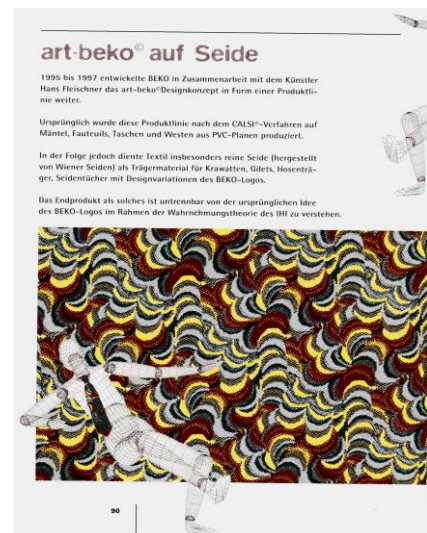 art-beko© auf Seide
1995 bis 1997 entwickelte BEKO in Zusammenarbeit mit dem Künstler
Hans Fleischner das art-beko©Designkonzept in Form einer Produktli-
nie weiter.
Ursprünglich wurde diese Produktlinie nach dem CALSI®-Verfahren auf
Mäntel, Fauteuils, Taschen und Westen aus PVC-Planen produziert.
In der Folge jedoch diente Textil insbesonders reine Seide (hergestellt
von Wiener Seiden) als Trägermaterial für Krawatten, Gilets, Hosenträ-
ger, Seidentücher mit Designvariationen des BEKO-Logos.
Das Endprodukt als solches ist untrennbar von der ursprünglichen Idee
des BEKO-Logos im Rahmen der Wahrnehmungstheorie des IHI zu verstehen.
90